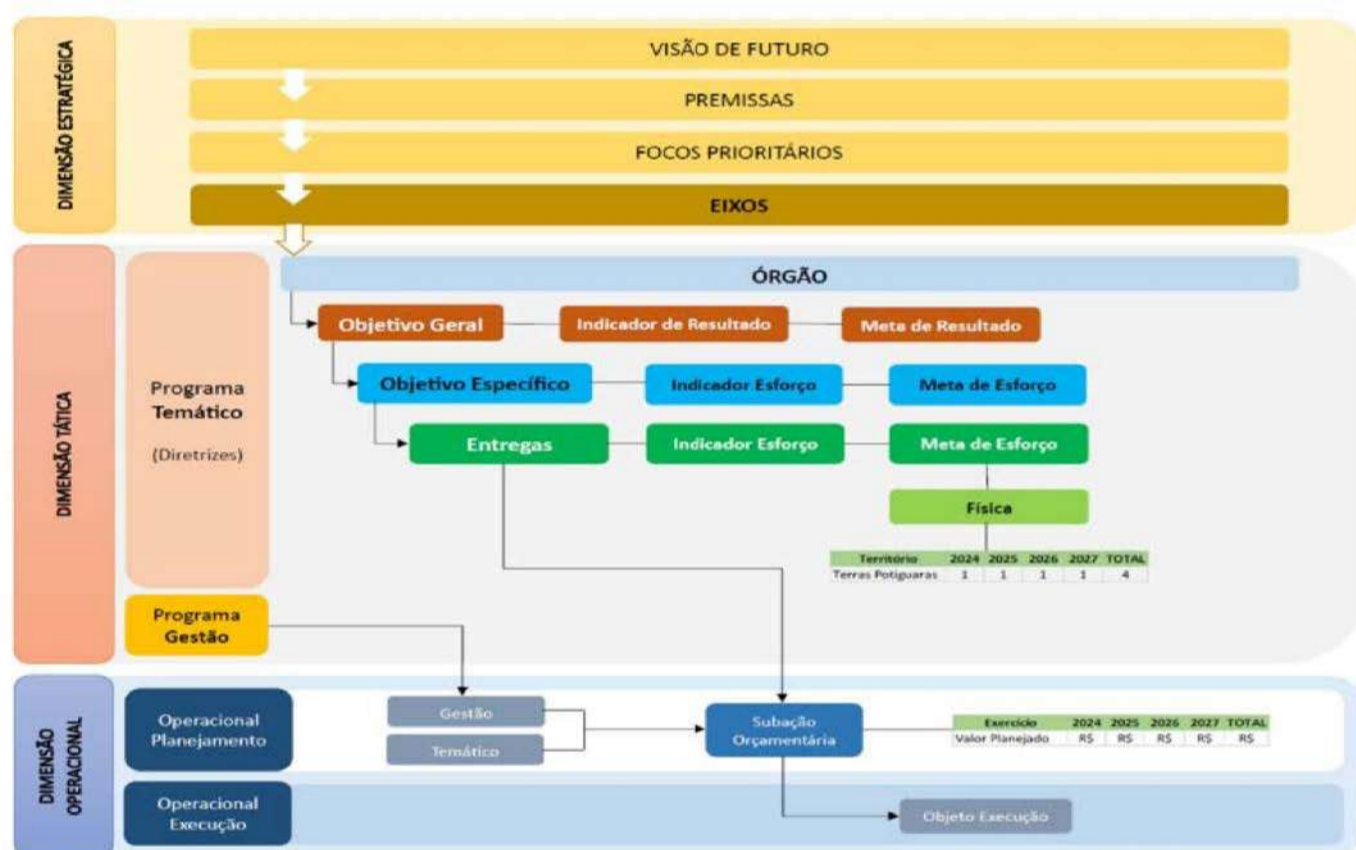 DIMENSÃO ESTRATÉGICA
VISÃO DE FUTURO
PREMISSAS
FOCOS PRIORITÁRIOS
EIXOS
DIMENSÃO TÁTICA
Programa
Temático
(Diretrizes)
ÓRGÃO
Objetivo Geral
Indicador de Resultado
Meta de Resultado
Objetivo Específico
Indicador Esforço
Meta de Esforço
Entregas
Indicador Esforço
Meta de Esforço
Física
Território 2024 2025 2026 2027 TOTAL
Terras Potiguaras 1 1 1 1 4
Programa
Gestão
DIMENSÃO
OPERACIONAL
Operacional
Planejamento
Gestão
Temático
Subação
Orçamentária
Exercício 2024 2025 2026 2027 TOTAL
Valor Planejado R$ R$ R$ R$ R$
Operacional
Execução
Objeto Execução